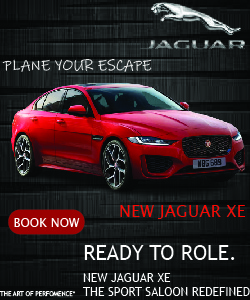 JAGUAR
PLANE YOUR ESCAPE
NEW JAGUAR XE
BOOK NOW
READY TO ROLE.
NEW JAGUAR XE
THE ART OF PERFOMENCE* THE SPORT SALOON REDEFINED